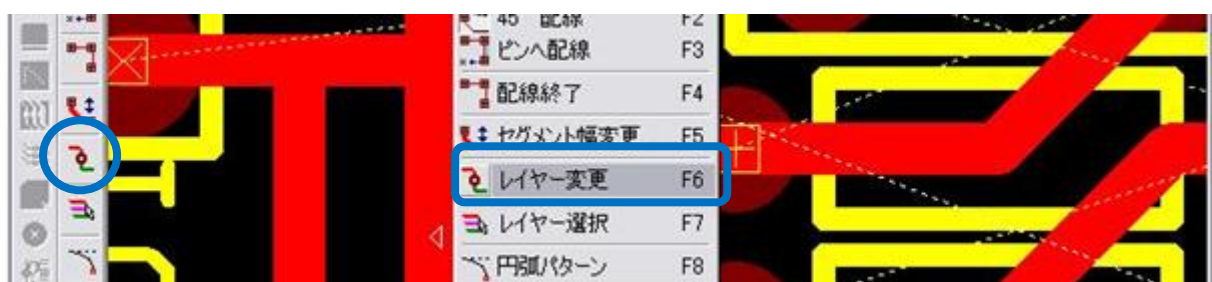 45° 配線 F2
ピンへ配線 F3
配線終了 F4
セグメント幅変更 F5
レイヤー変更 F6
レイヤー選択 F7
円弧パターン F8